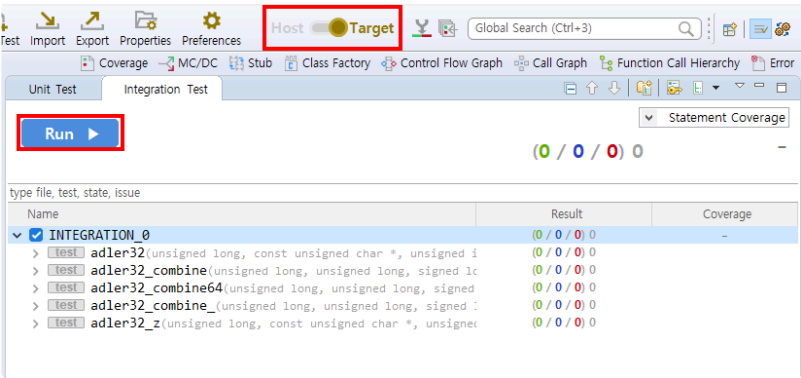 Host Target Global Search (Ctrl+3)
Test Import Export Properties Preferences
Coverage MC/DC Stub Class Factory Control Flow Graph Call Graph Function Call Hierarchy Error
Unit Test Integration Test
Run
Statement Coverage
(0 / 0 / 0) 0 –
type file, test, state, issue
Name Result Coverage
INTEGRATION_0 (0 / 0 / 0) 0 –
test adler32(unsigned long, const unsigned char *, unsigned i (0 / 0 / 0) 0
test adler32_combine(unsigned long, unsigned long, signed lo (0 / 0 / 0) 0
test adler32_combine64(unsigned long, unsigned long, signed (0 / 0 / 0) 0
test adler32_combine_(unsigned long, unsigned long, signed (0 / 0 / 0) 0
test adler32_z(unsigned long, const unsigned char *, unsigned (0 / 0 / 0) 0